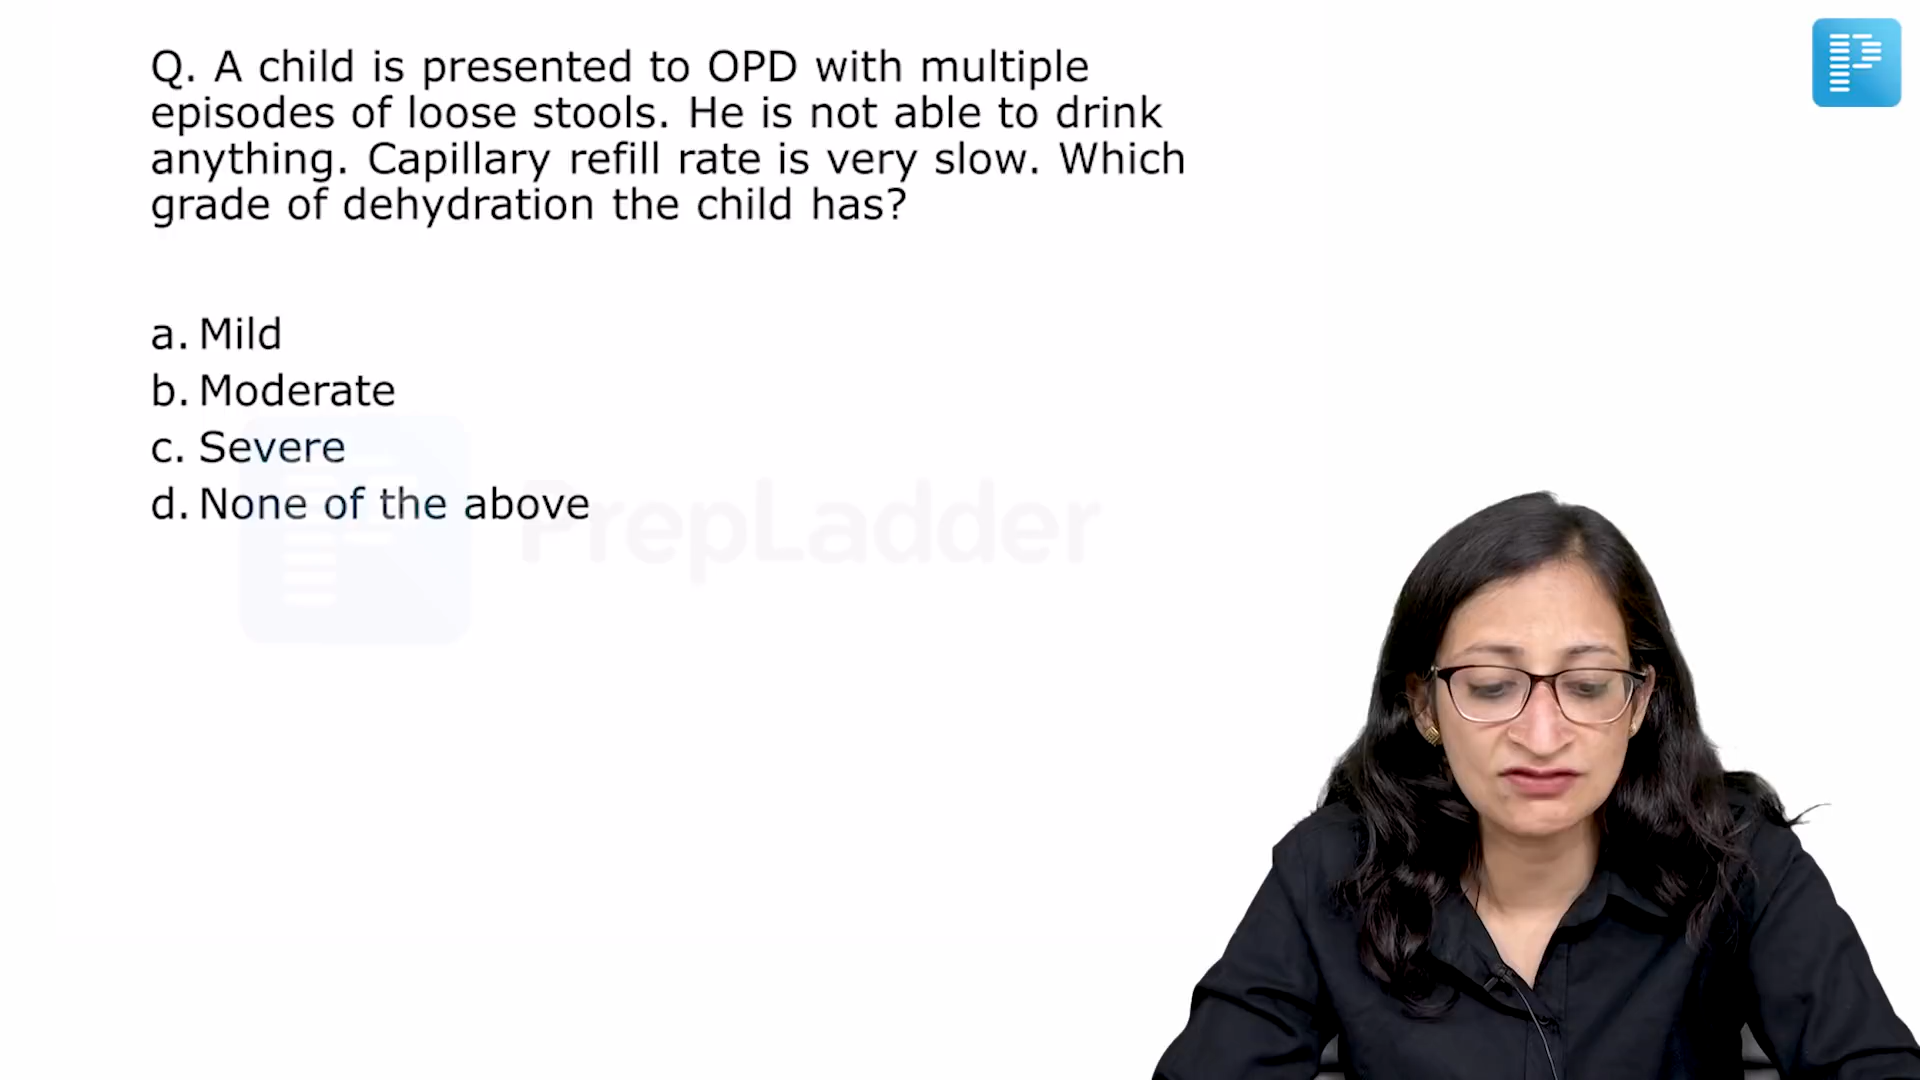 Q. A child is presented to OPD with multiple
episodes of loose stools. He is not able to drink
anything. Capillary refill rate is very slow. Which
grade of dehydration the child has?
a. Mild
b. Moderate
c. Severe
d. None of the above
PrepLadder